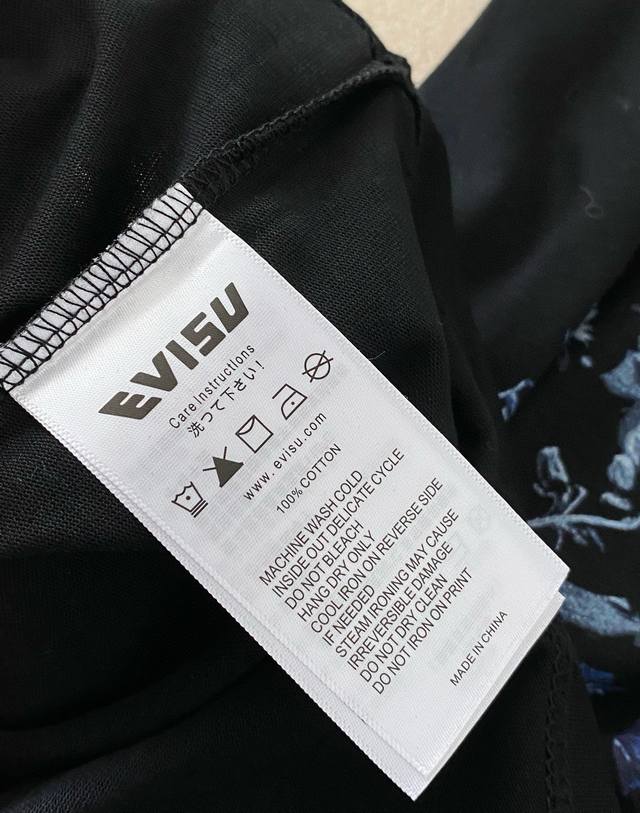 EVISU
Care Instructions
洗って下さい!
www.evisu.com
100% COTTON
MACHINE WASH COLD
INSIDE OUT DELICATE CYCLE
DO NOT BLEACH
HANG DRY ONLY
COOL IRON ON REVERSE SIDE
IF NEEDED
STEAM IRONING MAY CAUSE
IRREVERSIBLE DAMAGE
DO NOT DRY CLEAN
DO NOT IRON ON PRINT
MADE IN CHINA